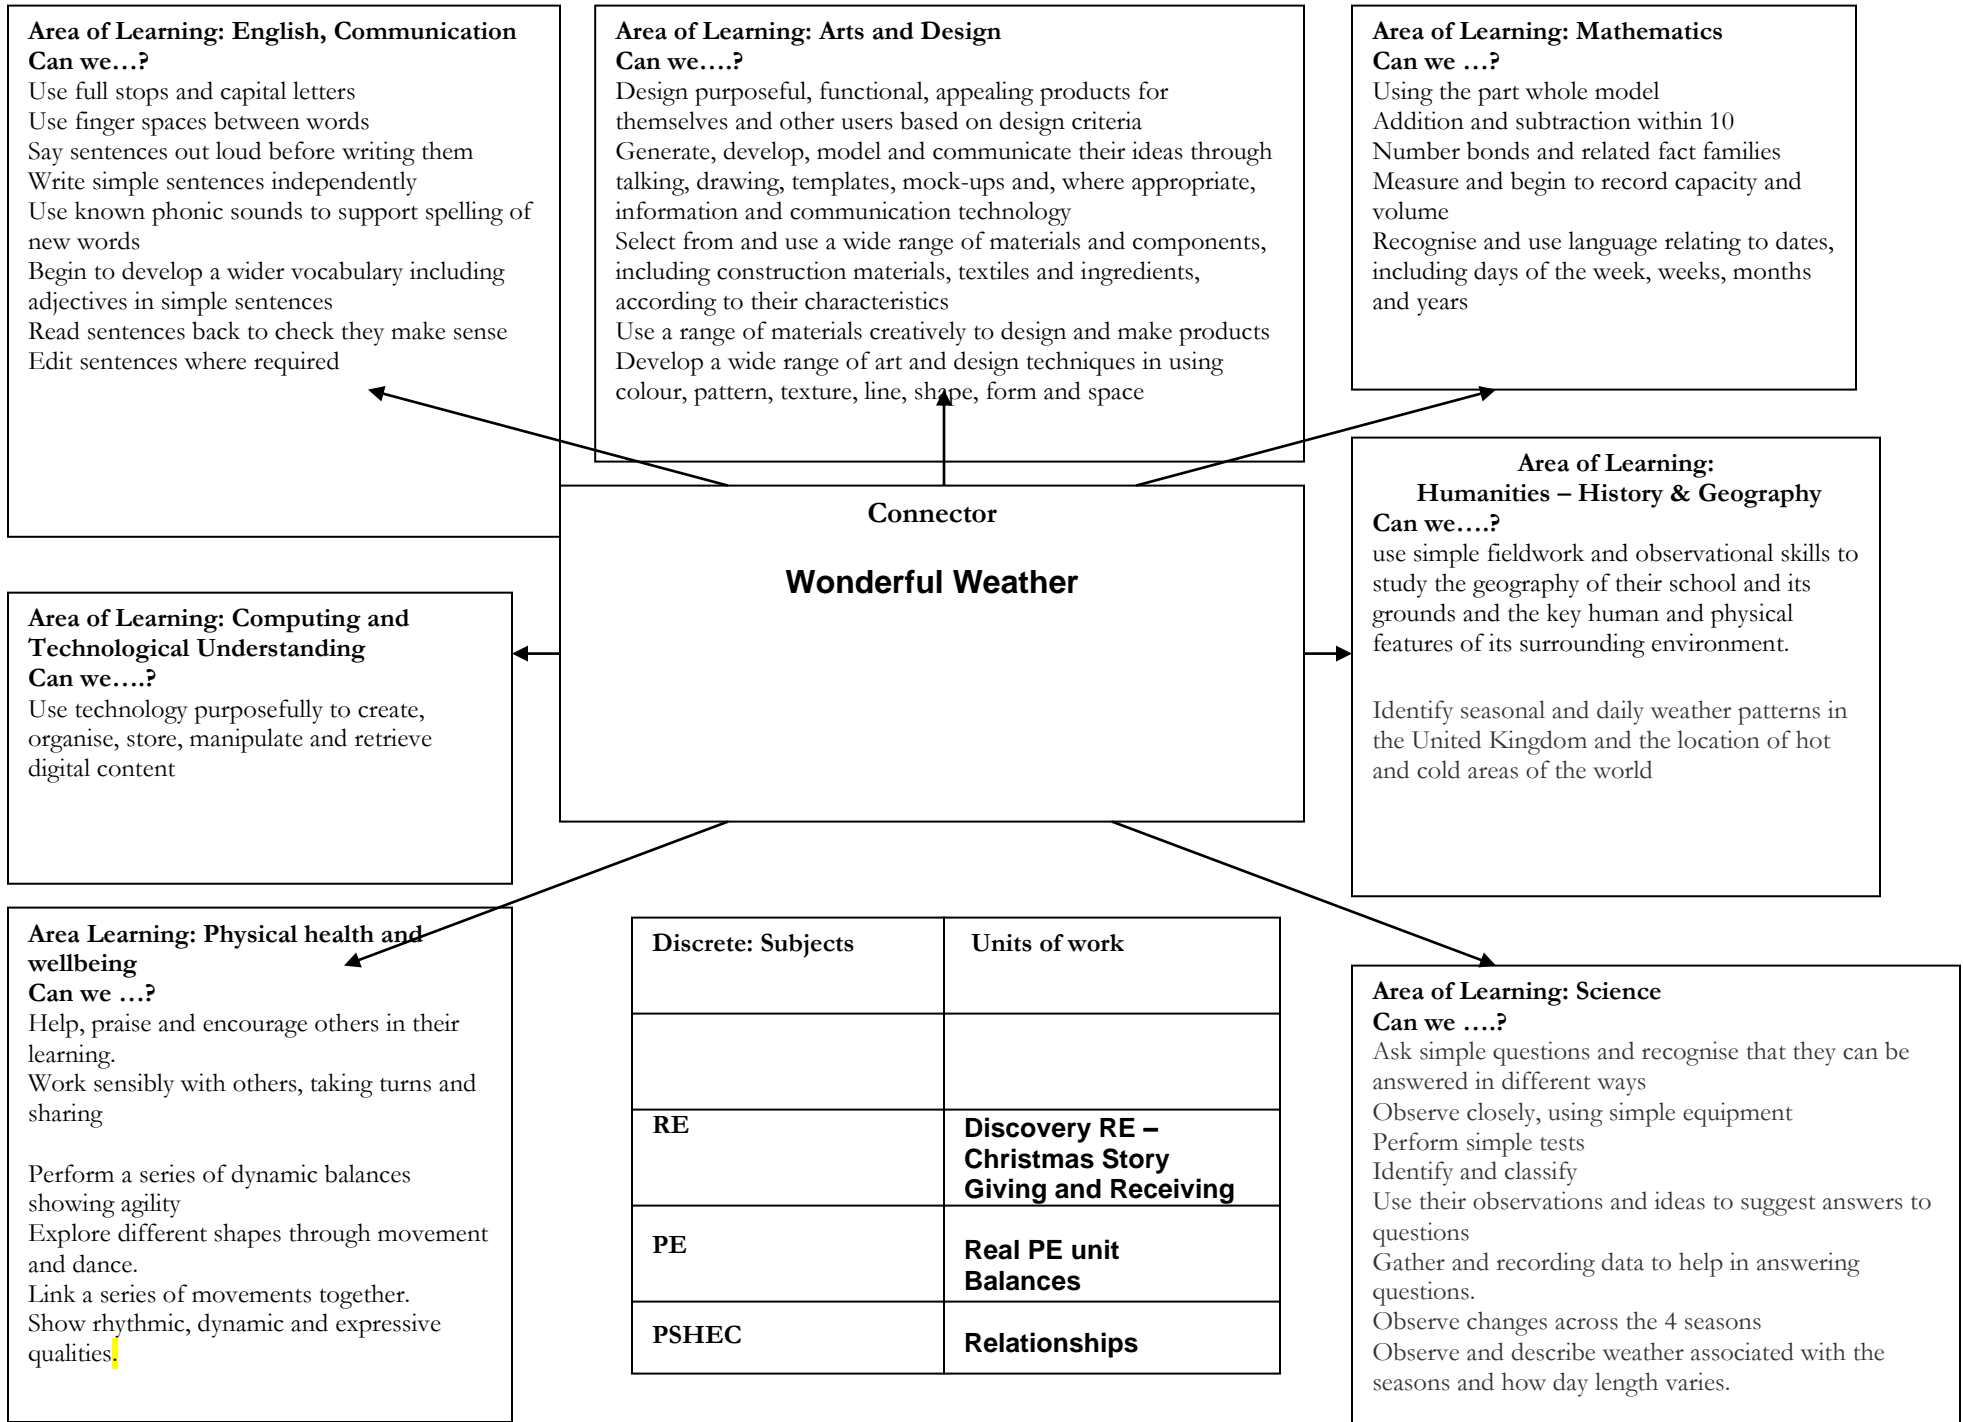 Area of Learning: English, Communication
Can we…?
Use full stops and capital letters
Use finger spaces between words
Say sentences out loud before writing them
Write simple sentences independently
Use known phonic sounds to support spelling of
new words
Begin to develop a wider vocabulary including
adjectives in simple sentences
Read sentences back to check they make sense
Edit sentences where required
Area of Learning: Arts and Design
Can we….?
Design purposeful, functional, appealing products for
themselves and other users based on design criteria
Generate, develop, model and communicate their ideas through
talking, drawing, templates, mock-ups and, where appropriate,
information and communication technology
Select from and use a wide range of materials and components,
including construction materials, textiles and ingredients,
according to their characteristics
Use a range of materials creatively to design and make products
Develop a wide range of art and design techniques in using
colour, pattern, texture, line, shape, form and space
Area of Learning: Mathematics
Can we …?
Using the part whole model
Addition and subtraction within 10
Number bonds and related fact families
Measure and begin to record capacity and
volume
Recognise and use language relating to dates,
including days of the week, weeks, months
and years
Connector
Wonderful Weather
Area of Learning:
Humanities – History & Geography
Can we….?
use simple fieldwork and observational skills to
study the geography of their school and its
grounds and the key human and physical
features of its surrounding environment.
Identify seasonal and daily weather patterns in
the United Kingdom and the location of hot
and cold areas of the world
Area of Learning: Computing and
Technological Understanding
Can we….?
Use technology purposefully to create,
organise, store, manipulate and retrieve
digital content
Area Learning: Physical health and
wellbeing
Can we …?
Help, praise and encourage others in their
learning.
Work sensibly with others, taking turns and
sharing
Perform a series of dynamic balances
showing agility
Explore different shapes through movement
and dance.
Link a series of movements together.
Show rhythmic, dynamic and expressive
qualities.
Discrete: Subjects
Units of work
RE
Discovery RE –
Christmas Story
Giving and Receiving
PE
Real PE unit
Balances
PSHEC
Relationships
Area of Learning: Science
Can we ….?
Ask simple questions and recognise that they can be
answered in different ways
Observe closely, using simple equipment
Perform simple tests
Identify and classify
Use their observations and ideas to suggest answers to
questions
Gather and recording data to help in answering
questions.
Observe changes across the 4 seasons
Observe and describe weather associated with the
seasons and how day length varies.